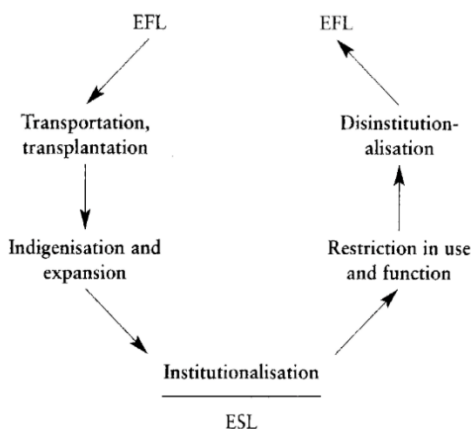 EFL
EFL
Transportation,
transplantation
Disinstitution-
alisation
Indigenisation and
expansion
Restriction in use
and function
Institutionalisation
ESL